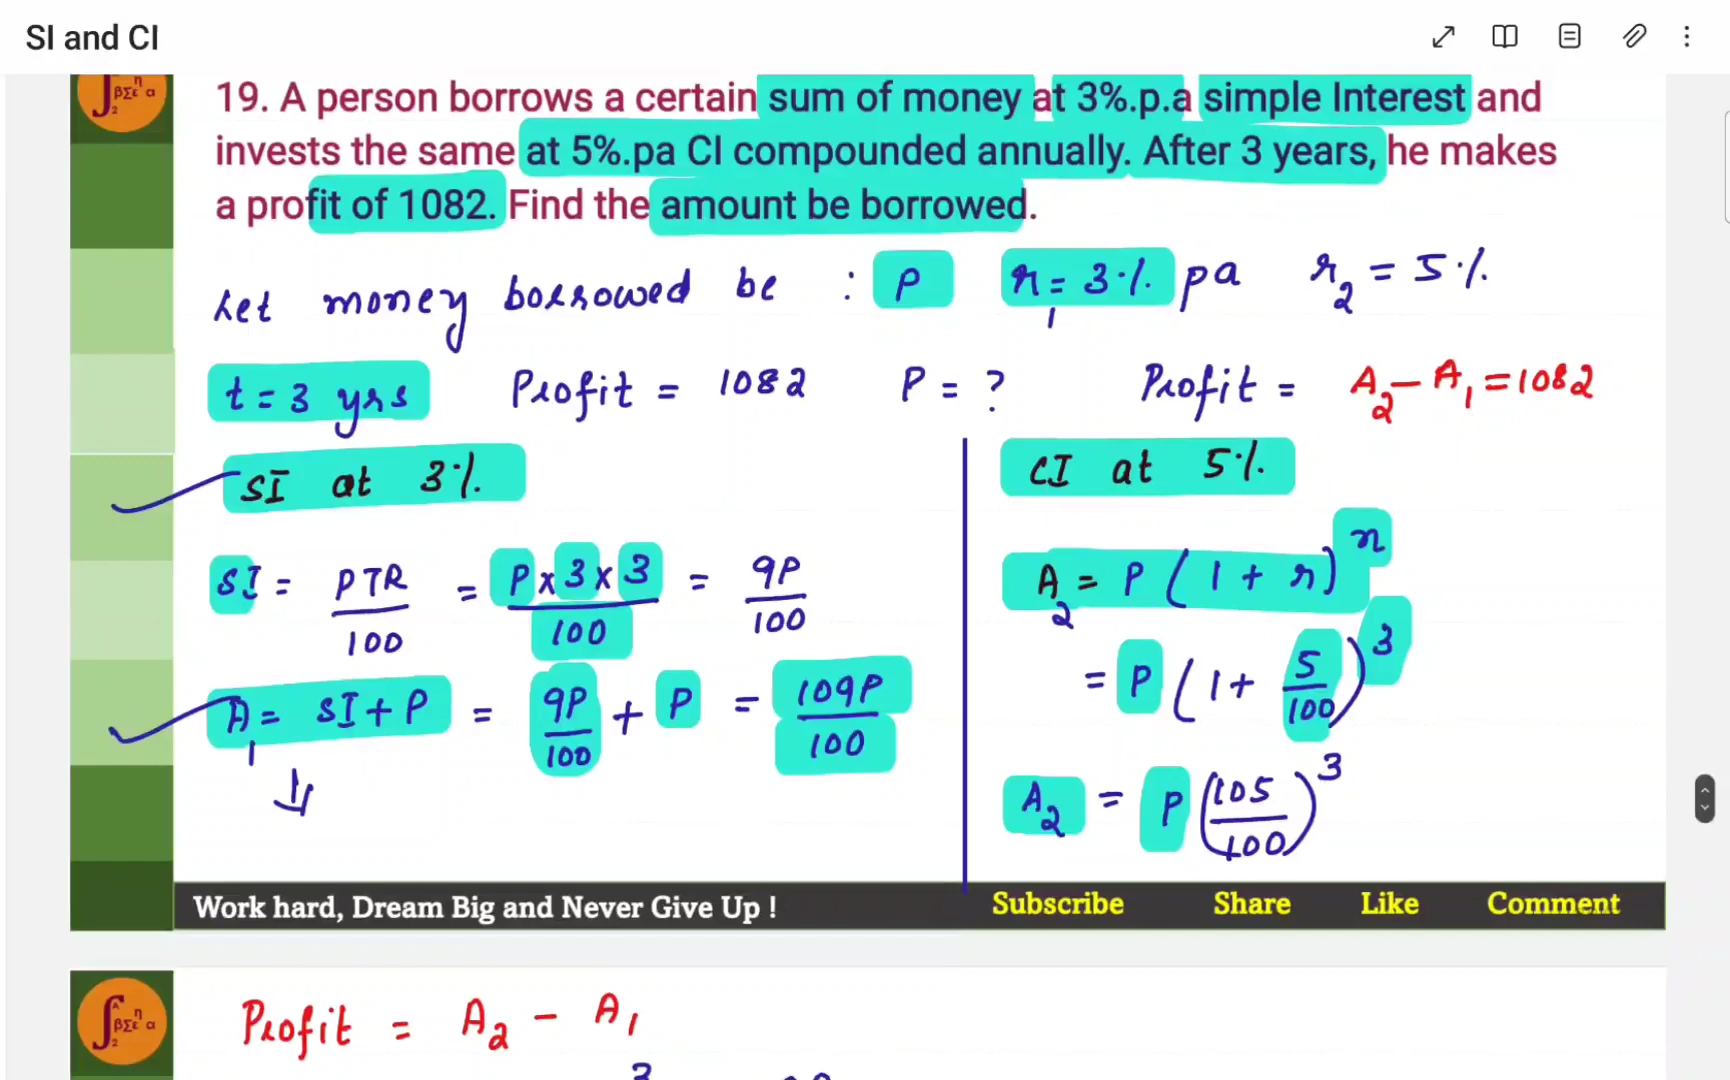 SI and CI
19. A person borrows a certain sum of money at 3%.p.a simple Interest and
invests the same at 5%.pa CI compounded annually. After 3 years, he makes
a profit of 1082. Find the amount be borrowed.
Let money borrowed be : P r₁ = 3% pa r₂ = 5%
t = 3 yrs Profit = 1082 P = ? Profit = A₂ - A₁ = 1082
SI at 3%
SI = PTR/100 = P x 3 x 3/100 = 9P/100
A₁ = SI + P = 9P/100 + P = 109P/100
CI at 5%
A₂ = P (1 + r)ⁿ
= P (1 + 5/100)³
A₂ = P (105/100)³
Work hard, Dream Big and Never Give Up !
Subscribe Share Like Comment
Profit = A₂ - A₁